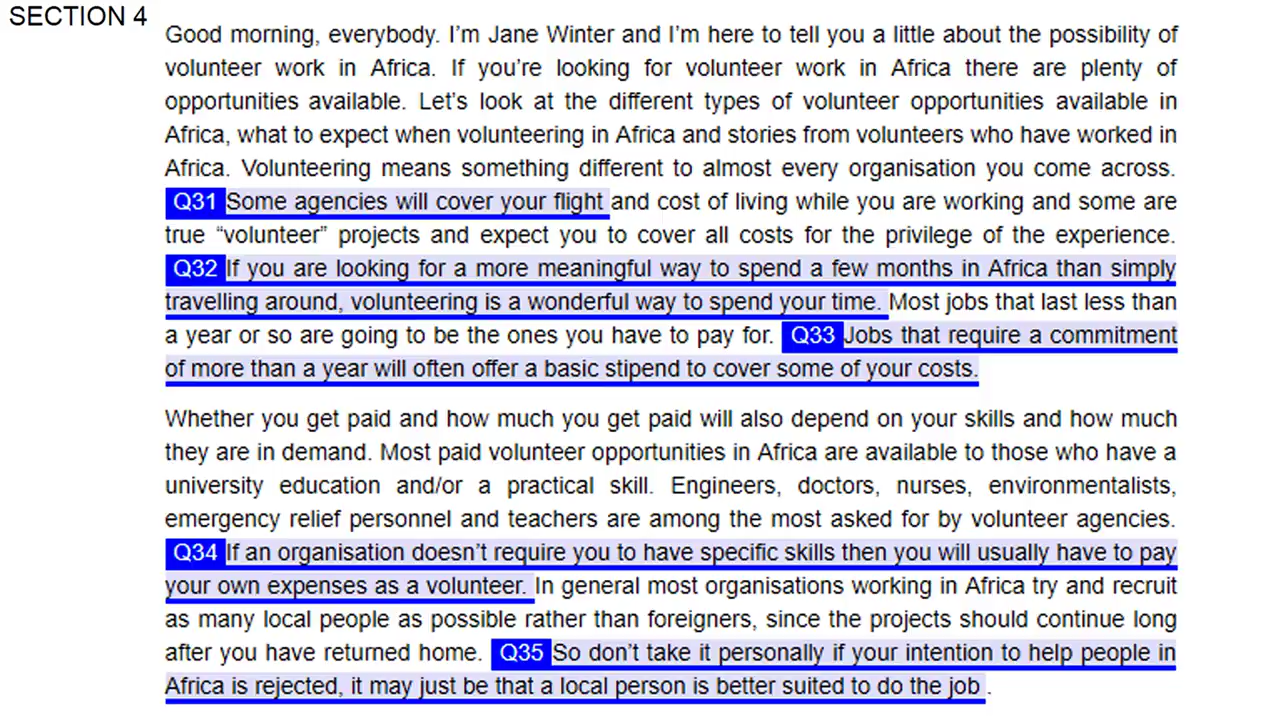 SECTION 4
Good morning, everybody. I’m Jane Winter and I’m here to tell you a little about the possibility of
volunteer work in Africa. If you’re looking for volunteer work in Africa there are plenty of
opportunities available. Let’s look at the different types of volunteer opportunities available in
Africa, what to expect when volunteering in Africa and stories from volunteers who have worked in
Africa. Volunteering means something different to almost every organisation you come across.
Q31 Some agencies will cover your flight and cost of living while you are working and some are
true “volunteer” projects and expect you to cover all costs for the privilege of the experience.
Q32 If you are looking for a more meaningful way to spend a few months in Africa than simply
travelling around, volunteering is a wonderful way to spend your time. Most jobs that last less than
a year or so are going to be the ones you have to pay for. Q33 Jobs that require a commitment
of more than a year will often offer a basic stipend to cover some of your costs.
Whether you get paid and how much you get paid will also depend on your skills and how much
they are in demand. Most paid volunteer opportunities in Africa are available to those who have a
university education and/or a practical skill. Engineers, doctors, nurses, environmentalists,
emergency relief personnel and teachers are among the most asked for by volunteer agencies.
Q34 If an organisation doesn’t require you to have specific skills then you will usually have to pay
your own expenses as a volunteer. In general most organisations working in Africa try and recruit
as many local people as possible rather than foreigners, since the projects should continue long
after you have returned home. Q35 So don’t take it personally if your intention to help people in
Africa is rejected, it may just be that a local person is better suited to do the job .